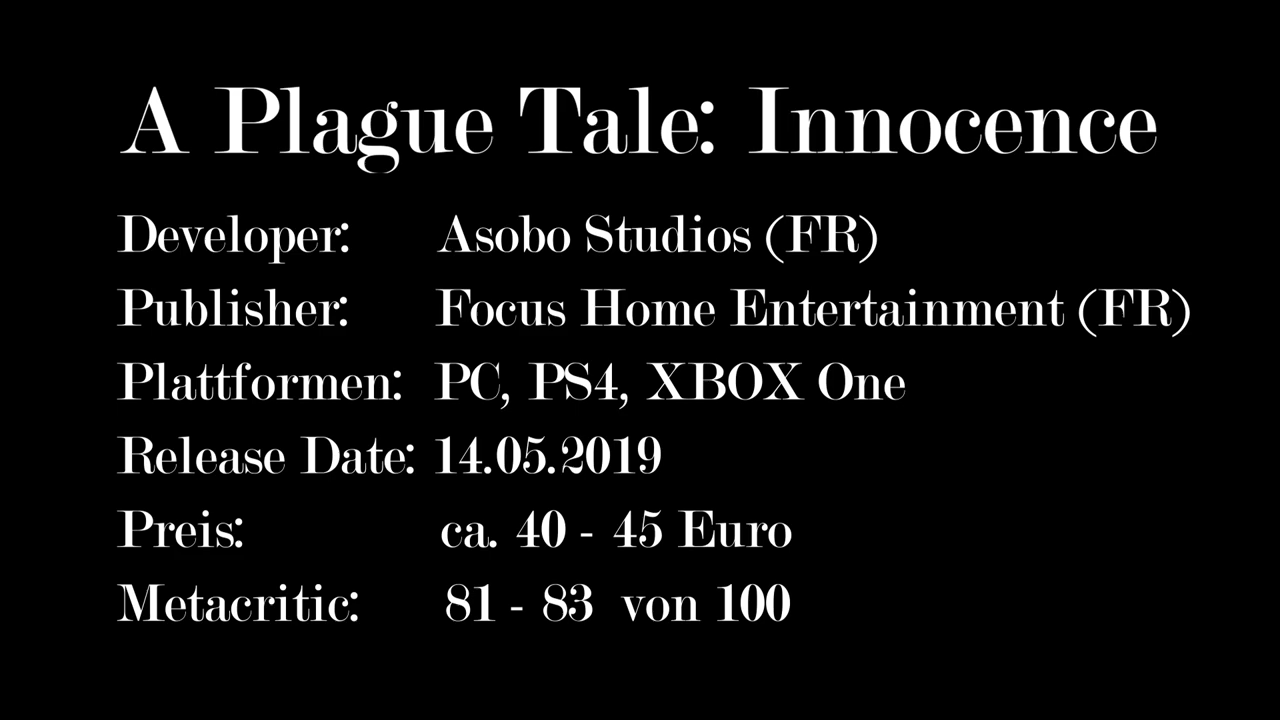 A Plague Tale: Innocence
Developer: Asobo Studios (FR)
Publisher: Focus Home Entertainment (FR)
Plattformen: PC, PS4, XBOX One
Release Date: 14.05.2019
Preis: ca. 40 - 45 Euro
Metacritic: 81 - 83 von 100